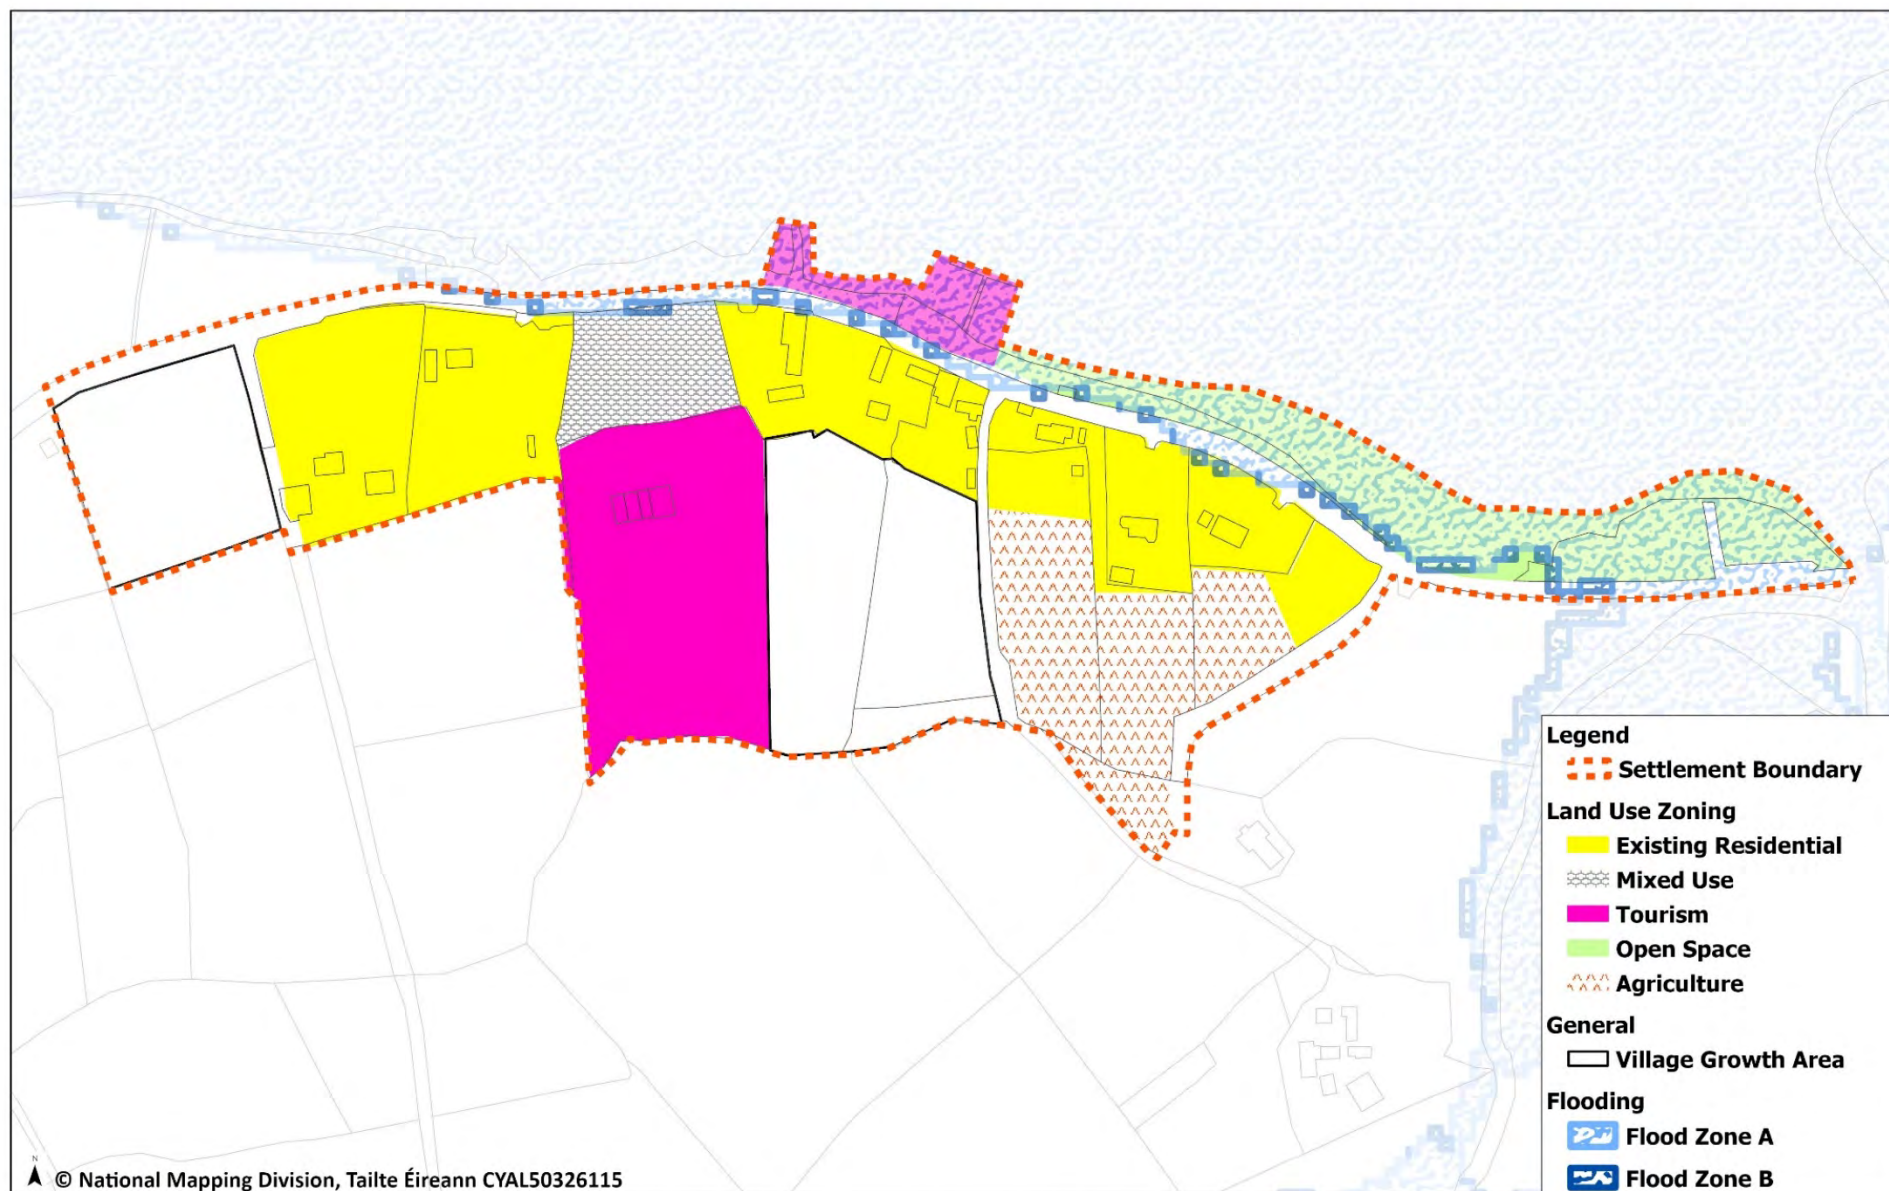 Legend
Settlement Boundary
Land Use Zoning
Existing Residential
Mixed Use
Tourism
Open Space
Agriculture
General
Village Growth Area
Flooding
Flood Zone A
Flood Zone B
N
© National Mapping Division, Tailte Éireann CYAL50326115